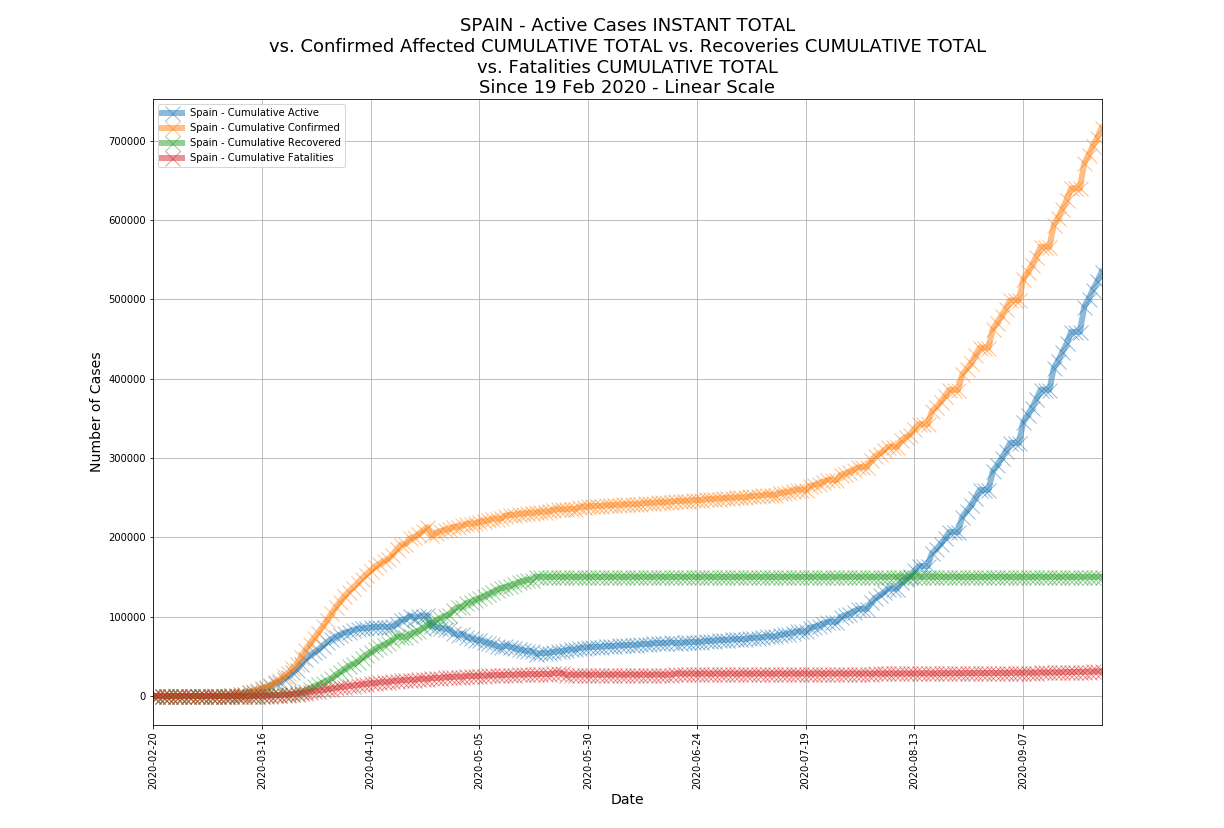 SPAIN - Active Cases INSTANT TOTAL
vs. Confirmed Affected CUMULATIVE TOTAL vs. Recoveries CUMULATIVE TOTAL
vs. Fatalities CUMULATIVE TOTAL
Since 19 Feb 2020 - Linear Scale
Spain - Cumulative Active
Spain - Cumulative Confirmed
Spain - Cumulative Recovered
Spain - Cumulative Fatalities
700000
600000
500000
400000
300000
200000
100000
0
Number of Cases
2020-02-20
2020-03-16
2020-04-10
2020-05-05
2020-05-30
2020-06-24
2020-07-19
2020-08-13
2020-09-07
Date